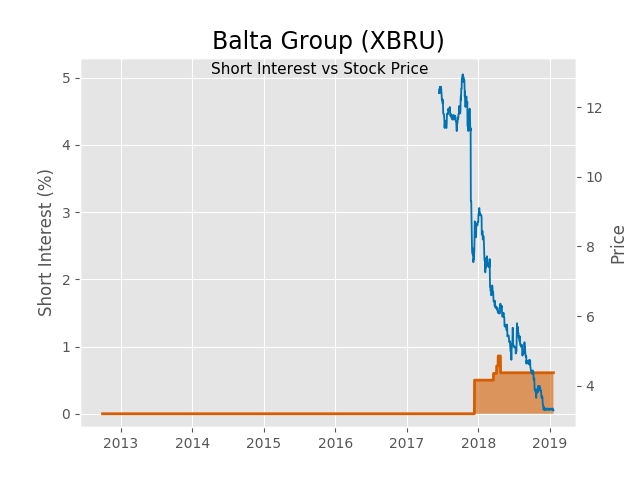 Balta Group (XBRU)
Short Interest vs Stock Price
Short Interest (%)
5
4
3
2
1
0
12
10
8
6
4
Price
2013 2014 2015 2016 2017 2018 2019